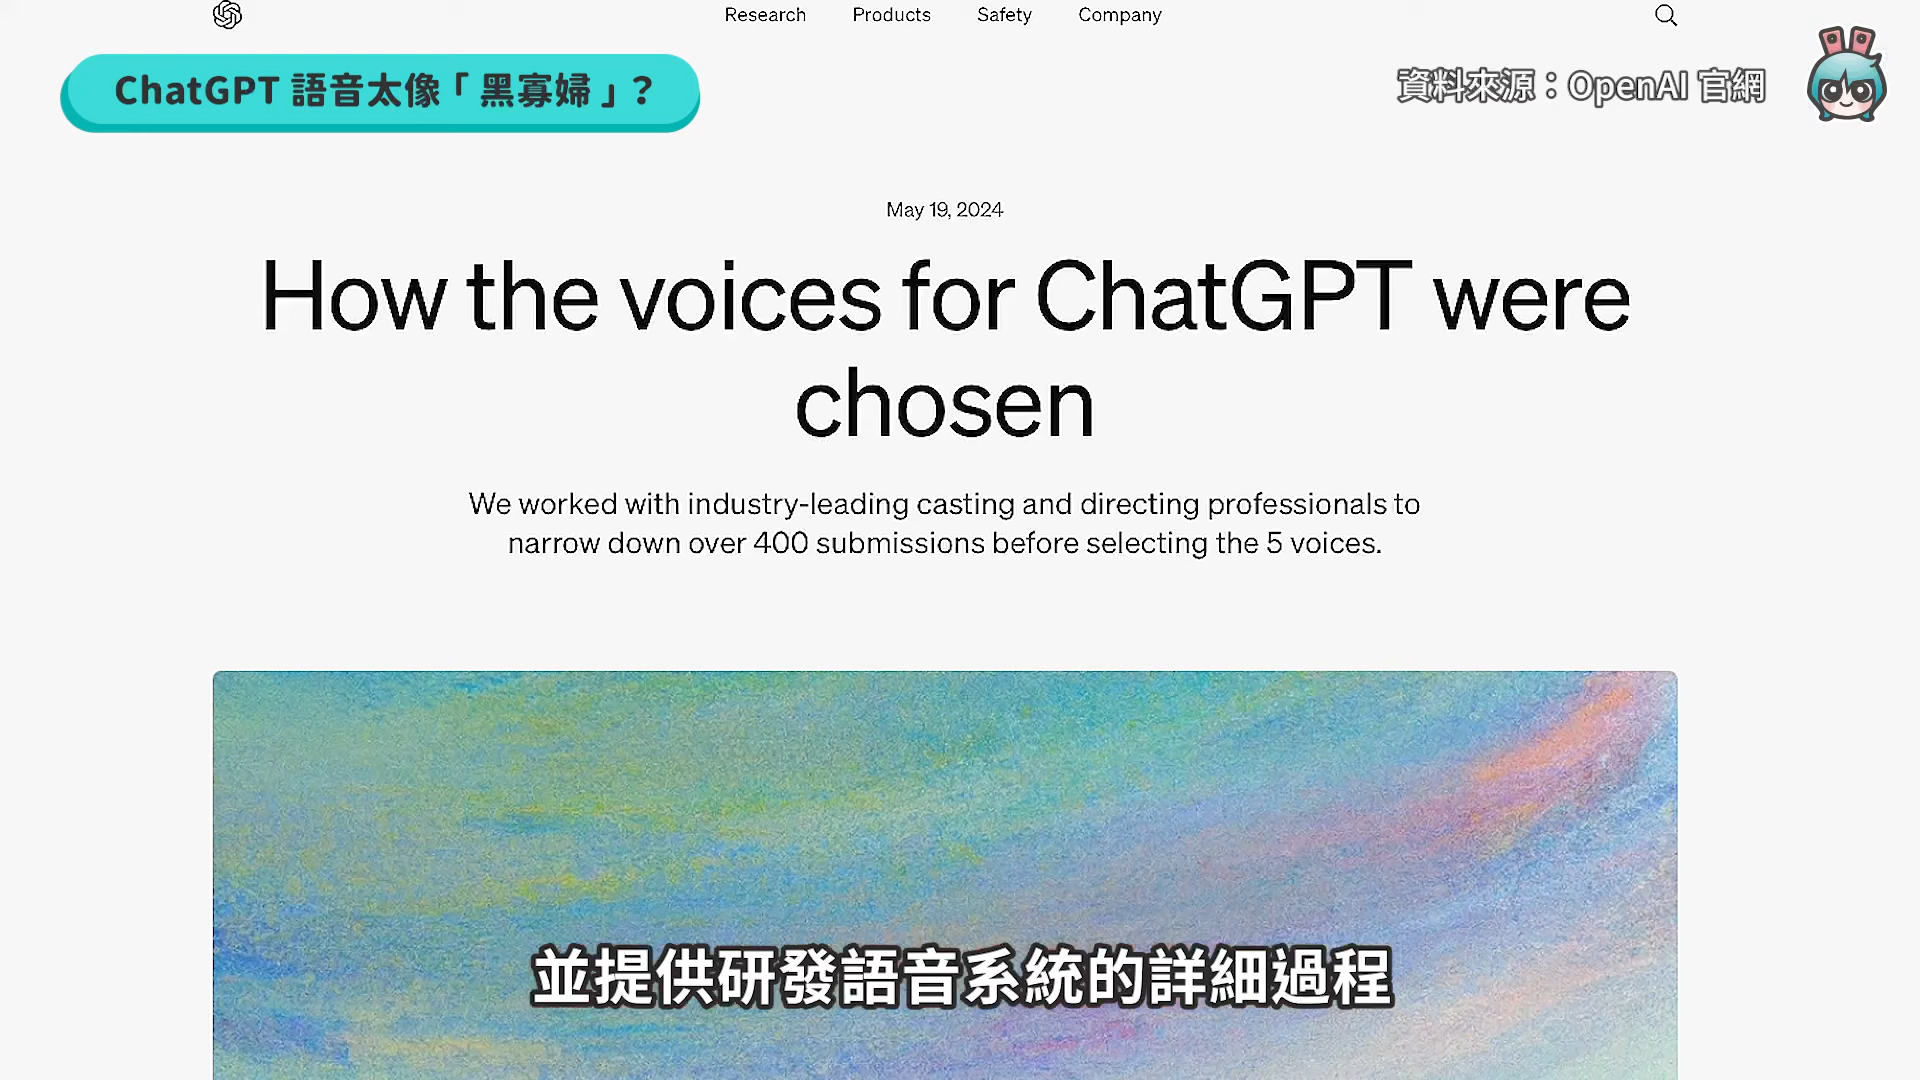 Research Products Safety Company
ChatGPT 語音太像「黑寡婦」?
資料來源：OpenAI 官網
May 19, 2024
How the voices for ChatGPT were
chosen
We worked with industry-leading casting and directing professionals to
narrow down over 400 submissions before selecting the 5 voices.
並提供研發語音系統的詳細過程